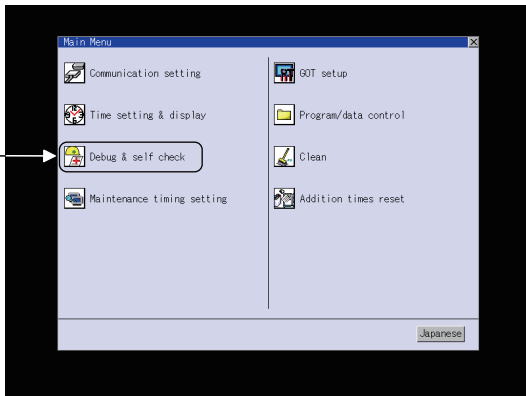 Main Menu
Communication setting
Time setting & display
Debug & self check
Maintenance timing setting
GOT setup
Program/data control
Clean
Addition times reset
Japanese